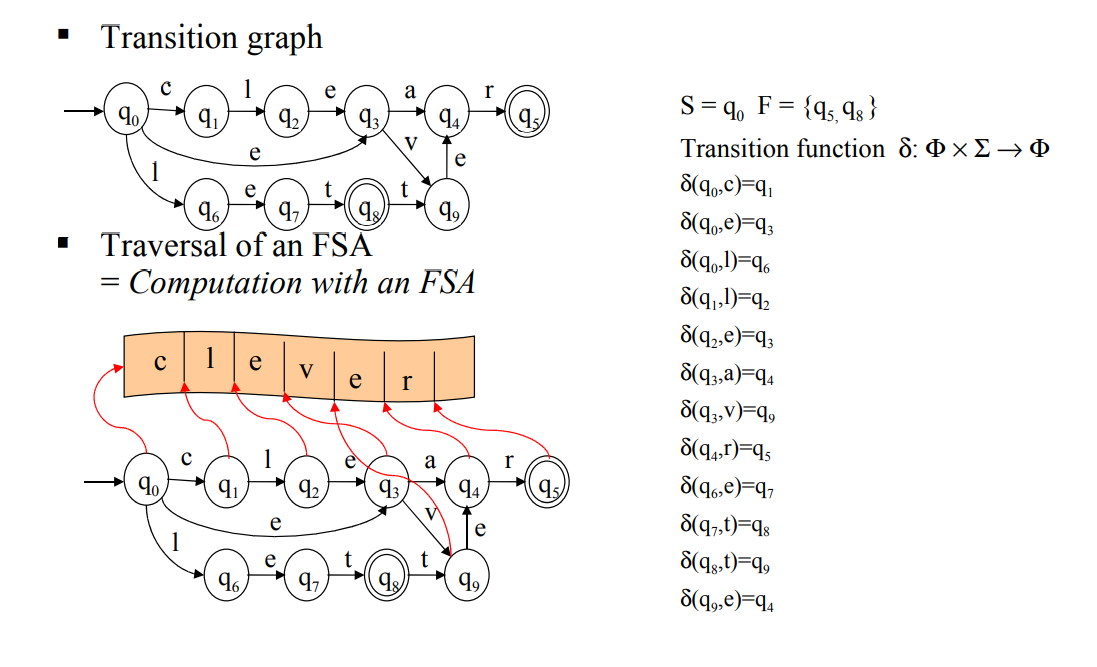 ▪ Transition graph
c l e a r
q₀ q₁ q₂ q₃ q₄ q₅
e v e
l e t t
q₆ q₇ q₈ q₉
▪ Traversal of an FSA
= Computation with an FSA
c l e v e r
c l e a r
q₀ q₁ q₂ q₃ q₄ q₅
e v e
l e t t
q₆ q₇ q₈ q₉
S = q₀ F = {q₅, q₈ }
Transition function δ: Φ × Σ → Φ
δ(q₀,c)=q₁
δ(q₀,e)=q₃
δ(q₀,l)=q₆
δ(q₁,l)=q₂
δ(q₂,e)=q₃
δ(q₃,a)=q₄
δ(q₃,v)=q₉
δ(q₄,r)=q₅
δ(q₆,e)=q₇
δ(q₇,t)=q₈
δ(q₈,t)=q₉
δ(q₉,e)=q₄